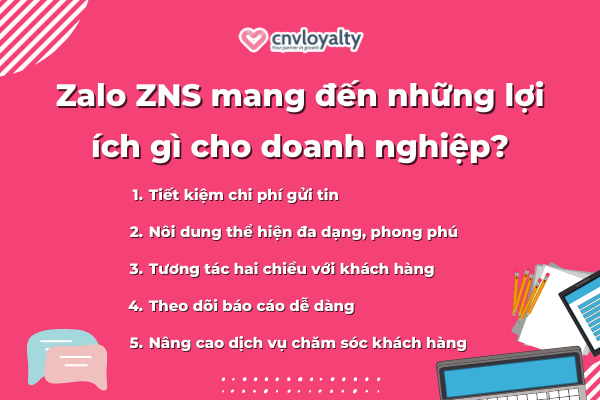 cnvloyalty
Your partner in growth
Zalo ZNS mang đến những lợi
ích gì cho doanh nghiệp?
1. Tiết kiệm chi phí gửi tin
2. Nôi dung thể hiện đa dạng, phong phú
3. Tương tác hai chiều với khách hàng
4. Theo dõi báo cáo dễ dàng
5. Nâng cao dịch vụ chăm sóc khách hàng